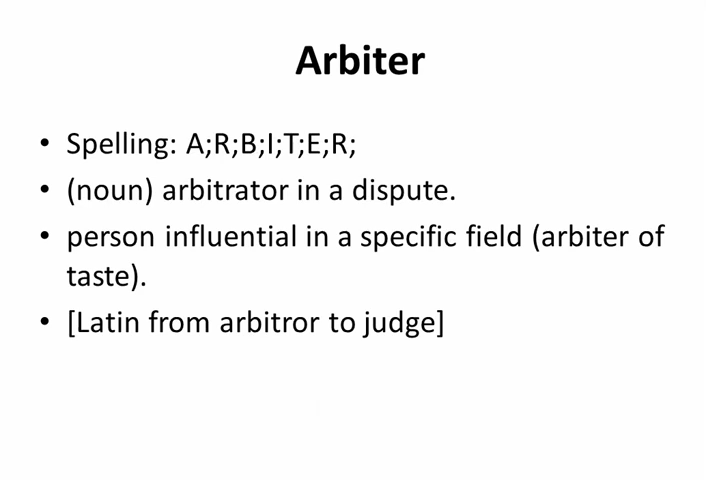 Arbiter
• Spelling: A;R;B;I;T;E;R;
• (noun) arbitrator in a dispute.
• person influential in a specific field (arbiter of
taste).
• [Latin from arbitror to judge]